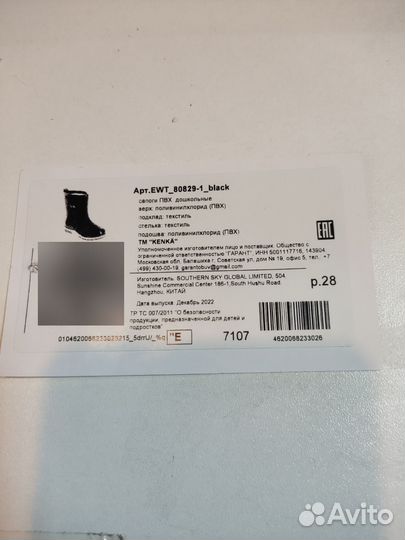 Арт.EWT_80829-1_black
сапоги ПВХ дошкольные
верх: поливинилхлорид (ПВХ)
подклад: текстиль
стелька: текстиль
подошва: поливинилхлорид (ПВХ)
ТМ "KENKÄ"
Уполномоченное изготовителем лицо и поставщик: Общество с
ограниченной ответственностью "ГАРАНТ", ИНН 5001117716, 143904,
Московская обл, Балашиха г, Советская ул, дом № 19, офис 5, тел. +7
(499) 430-00-19, garantobuv@gmail.com
Изготовитель: SOUTHERN SKY GLOBAL LIMITED, 504
Sunshine Commercial Center 186-1,South Hushu Road
Hangzhou, КИТАЙ
EAC
р.28
Дата выпуска: Декабрь 2022
ТР ТС 007/2011 "О безопасности
продукции, предназначенной для детей и
подростков"
7107
4620068233026
Avito